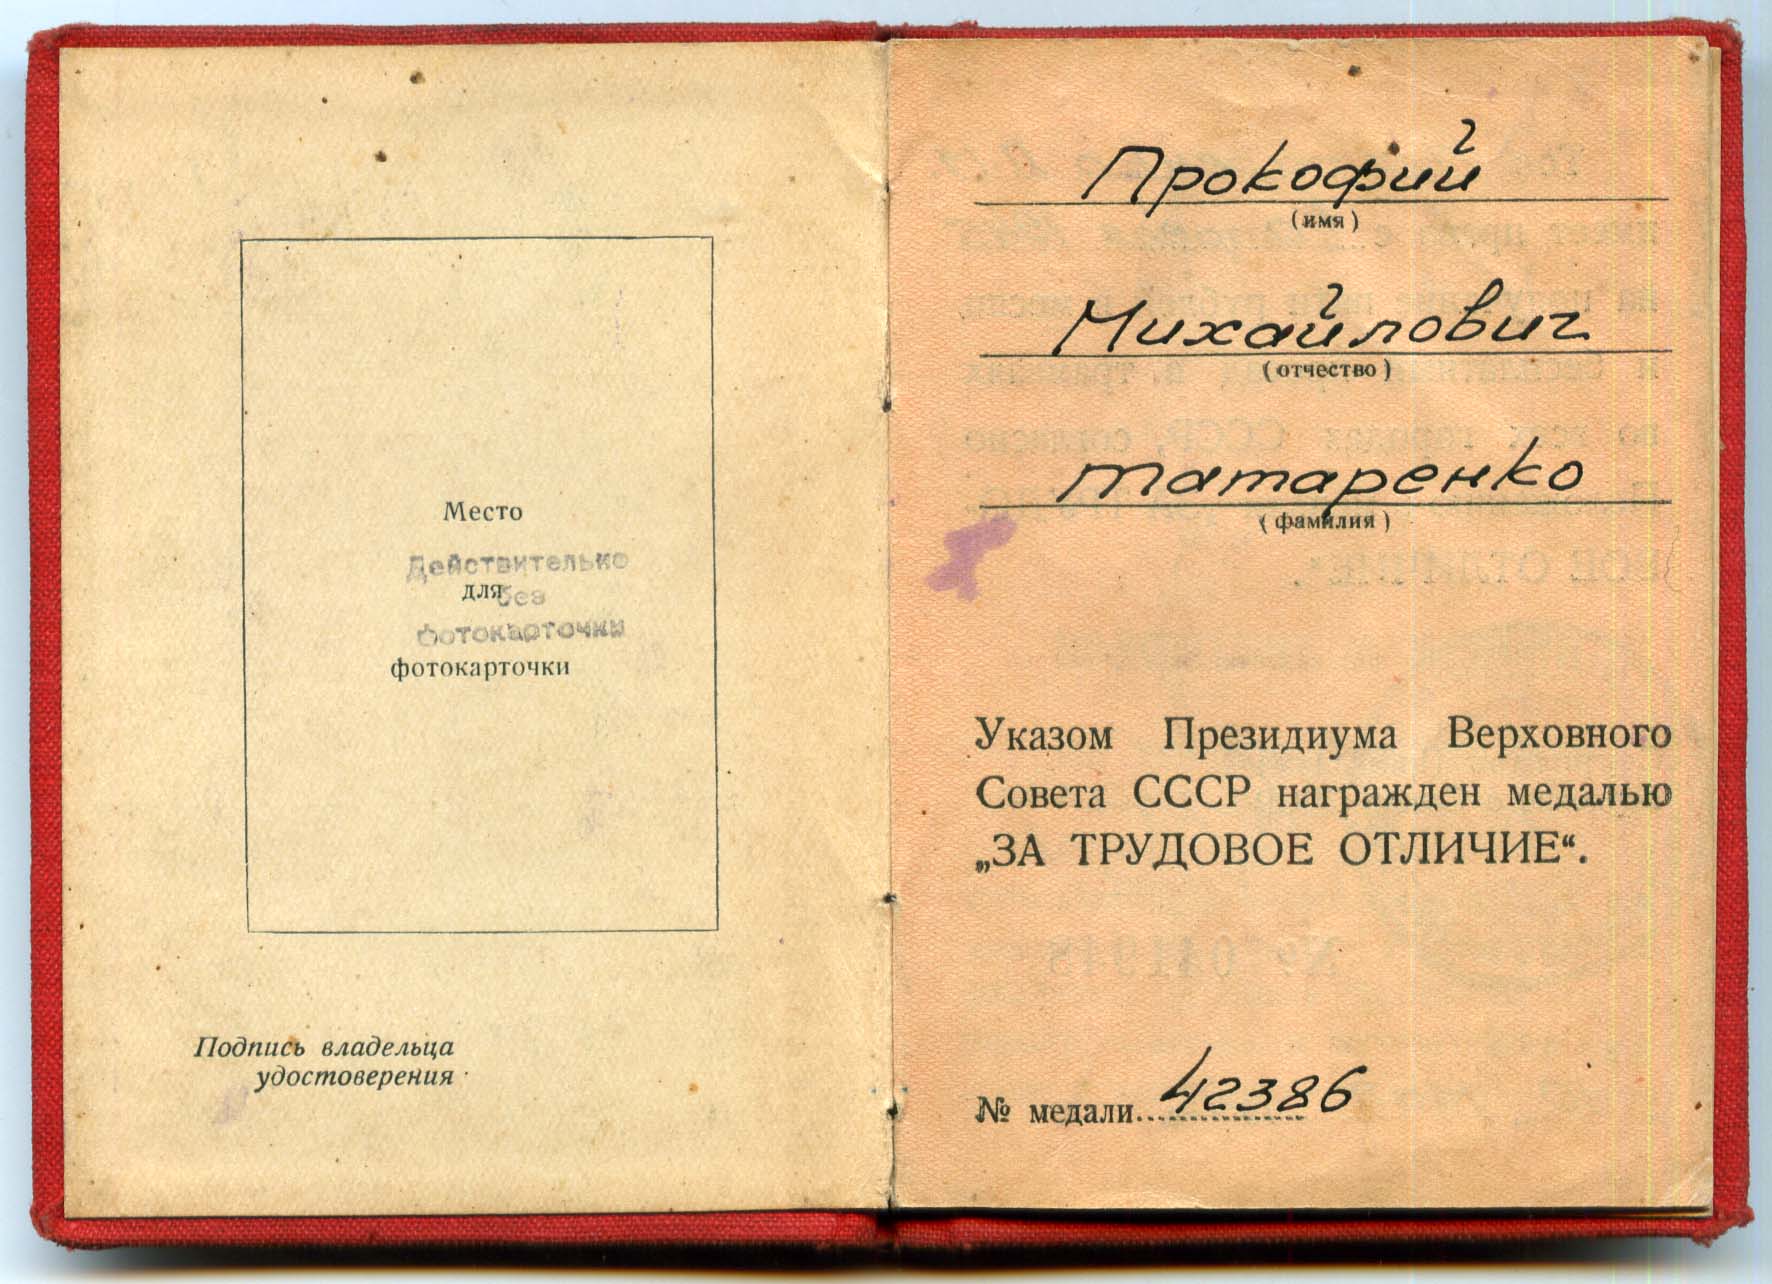 Место
Действительно
для
без
фотокарточки
фотокарточки
Подпись владельца
удостоверения
Прокофий
(имя)
Михайлович
(отчество)
Татаренко
(фамилия)
Указом Президиума Верховного
Совета СССР награжден медалью
„ЗА ТРУДОВОЕ ОТЛИЧИЕ“.
№ медали 42386